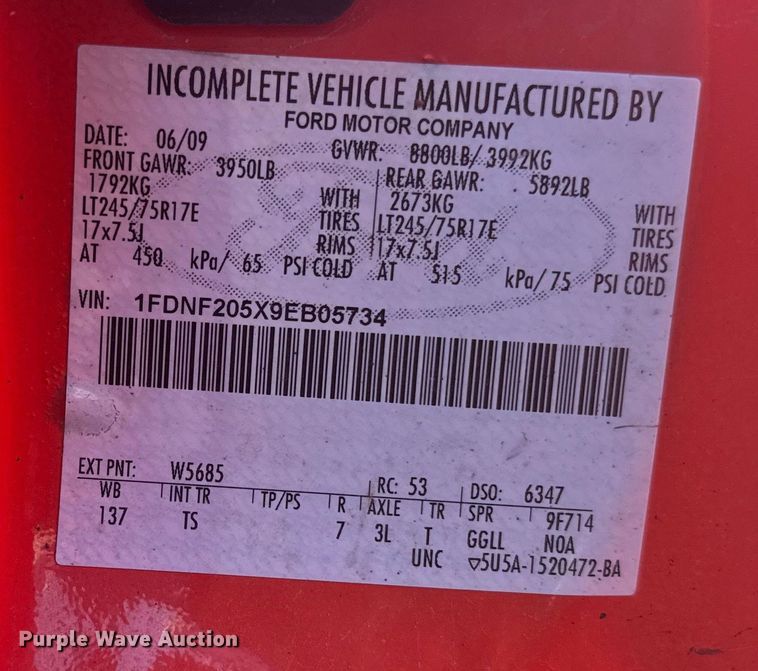 INCOMPLETE VEHICLE MANUFACTURED BY
FORD MOTOR COMPANY
DATE: 06/09 GVWR: 8800LB/ 3992KG
FRONT GAWR: 3950LB REAR GAWR: 5892LB
1792KG WITH 2673KG WITH
LT245/75R17E TIRES LT245/75R17E TIRES
17x7.5J RIMS 17x7.5J RIMS
AT 450 kPa/ 65 PSI COLD AT 515 kPa/ 75 PSI COLD
VIN: 1FDNF205X9EB05734
EXT PNT: W5685 RC: 53 DSO: 6347
WB INT TR TP/PS R AXLE TR SPR 9F714
137 TS 7 3L T GGLL NOA
UNC ▽5U5A-1520472-BA
Purple Wave Auction